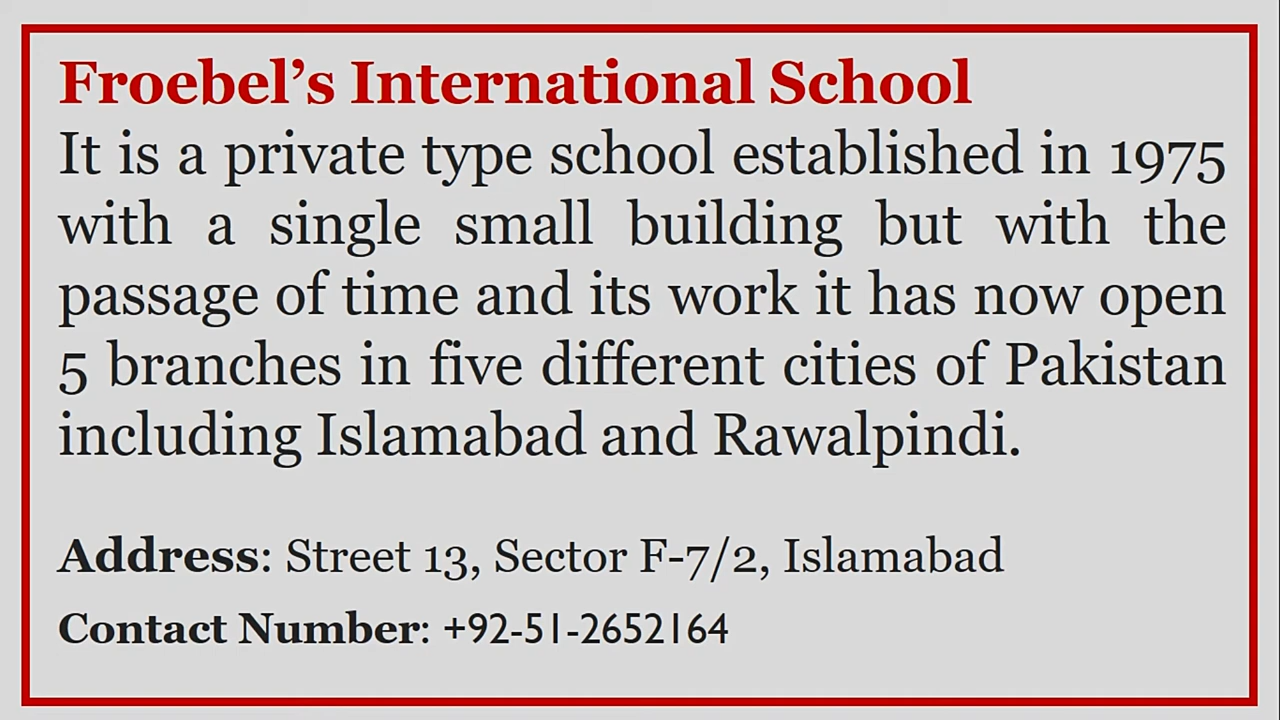 Froebel’s International School
It is a private type school established in 1975
with a single small building but with the
passage of time and its work it has now open
5 branches in five different cities of Pakistan
including Islamabad and Rawalpindi.
Address: Street 13, Sector F-7/2, Islamabad
Contact Number: +92-51-2652164